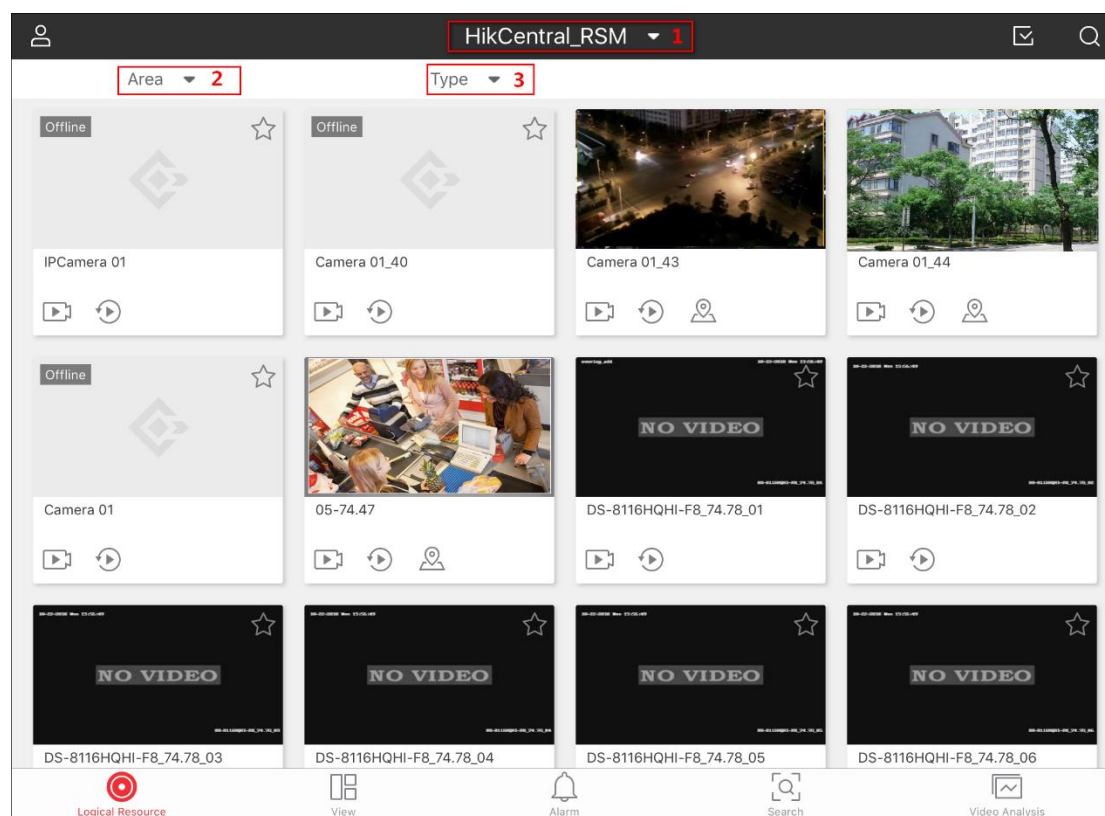 HikCentral_RSM 1
Area 2
Type 3
Offline
Offline
IPCamera 01
Camera 01_40
Camera 01_43
Camera 01_44
Offline
NO VIDEO
NO VIDEO
Camera 01
05-74.47
DS-8116HQHI-F8_74.78_01
DS-8116HQHI-F8_74.78_02
NO VIDEO
NO VIDEO
NO VIDEO
NO VIDEO
DS-8116HQHI-F8_74.78_03
DS-8116HQHI-F8_74.78_04
DS-8116HQHI-F8_74.78_05
DS-8116HQHI-F8_74.78_06
Logical Resource
View
Alarm
Search
Video Analysis